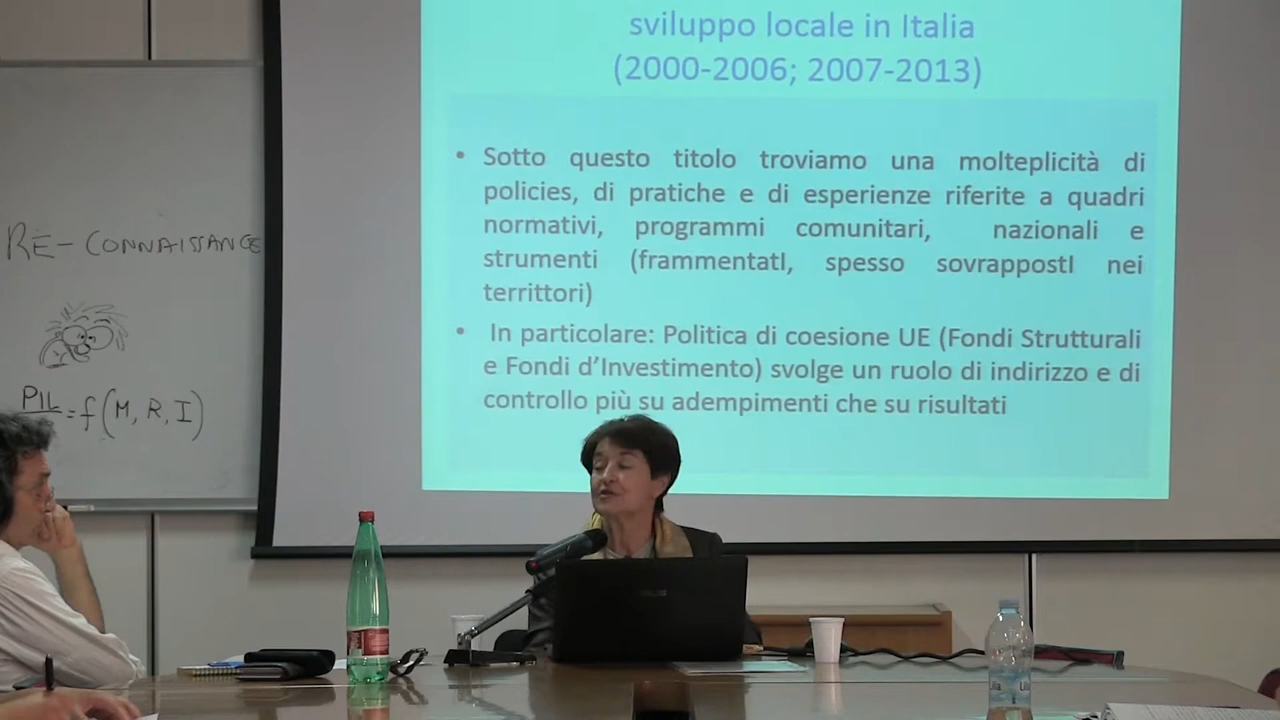 sviluppo locale in Italia
(2000-2006; 2007-2013)
• Sotto questo titolo troviamo una molteplicità di
policies, di pratiche e di esperienze riferite a quadri
normativi, programmi comunitari, nazionali e
strumenti (frammentatI, spesso sovrappostI nei
territtori)
• In particolare: Politica di coesione UE (Fondi Strutturali
e Fondi d’Investimento) svolge un ruolo di indirizzo e di
controllo più su adempimenti che su risultati
RE-CONNAISSANCE
PIL = f(M, R, I)